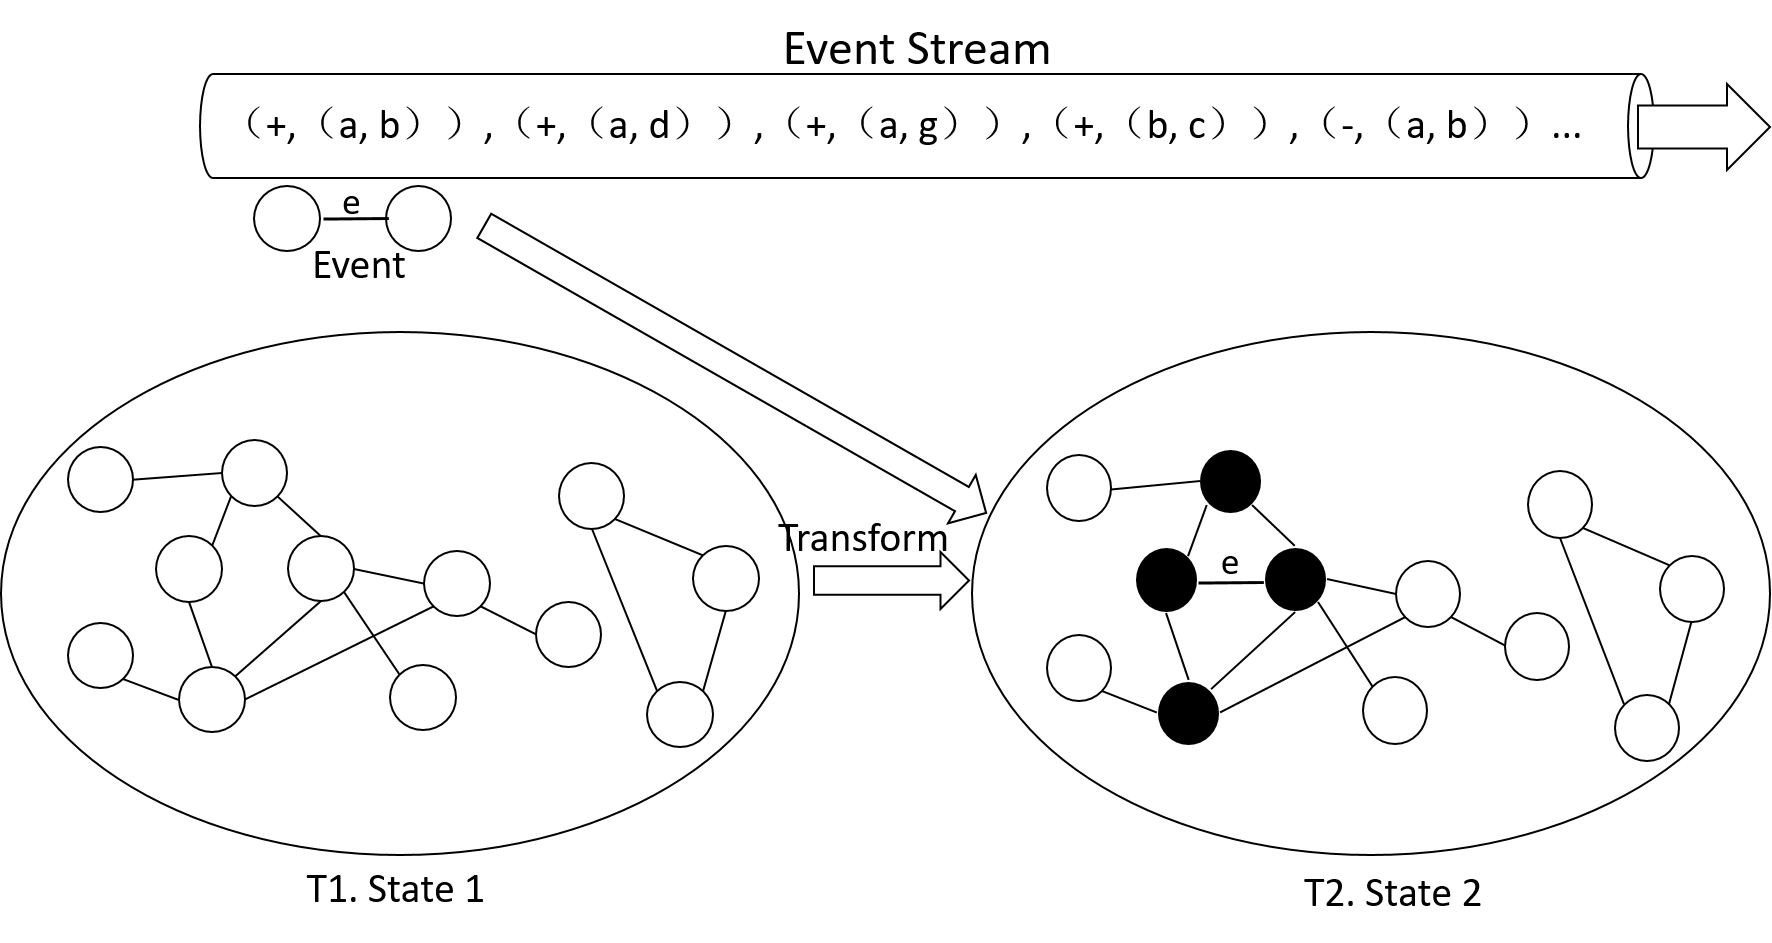 Event Stream
（+,（a, b））,（+,（a, d））,（+,（a, g））,（+,（b, c））,（-,（a, b））...
e
Event
Transform
e
T1. State 1
T2. State 2